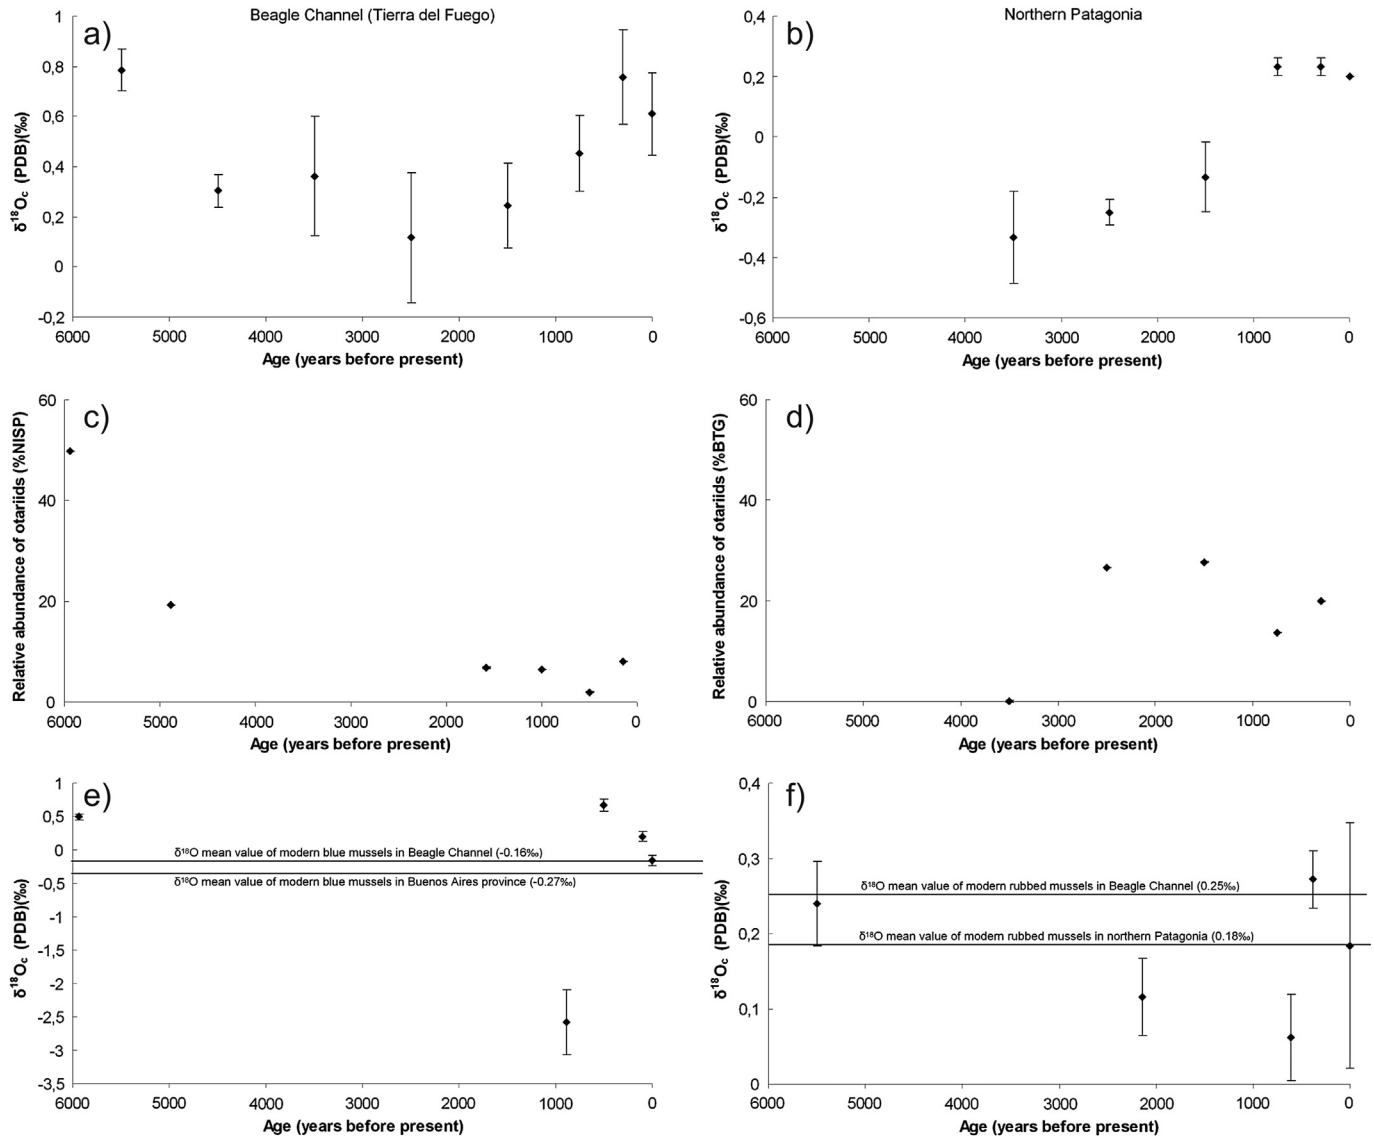 Beagle Channel (Tierra del Fuego)
a)
1
0,8
0,6
0,4
0,2
0
-0,2
δ¹⁸Oc (PDB)(‰)
6000 5000 4000 3000 2000 1000 0
Age (years before present)
Northern Patagonia
b)
0,4
0,2
0
-0,2
-0,4
-0,6
δ¹⁸Oc (PDB)(‰)
6000 5000 4000 3000 2000 1000 0
Age (years before present)
c)
60
40
20
0
Relative abundance of otariids (%NISP)
6000 5000 4000 3000 2000 1000 0
Age (years before present)
d)
60
40
20
0
Relative abundance of otariids (%BTG)
6000 5000 4000 3000 2000 1000 0
Age (years before present)
e)
1
0,5
0
-0,5
-1
-1,5
-2
-2,5
-3
-3,5
δ¹⁸Oc (PDB)(‰)
δ¹⁸O mean value of modern blue mussels in Beagle Channel (-0.16‰)
δ¹⁸O mean value of modern blue mussels in Buenos Aires province (-0.27‰)
6000 5000 4000 3000 2000 1000 0
Age (years before present)
f)
0,4
0,3
0,2
0,1
0
δ¹⁸Oc (PDB)(‰)
δ¹⁸O mean value of modern rubbed mussels in Beagle Channel (0.25‰)
δ¹⁸O mean value of modern rubbed mussels in northern Patagonia (0.18‰)
6000 5000 4000 3000 2000 1000 0
Age (years before present)